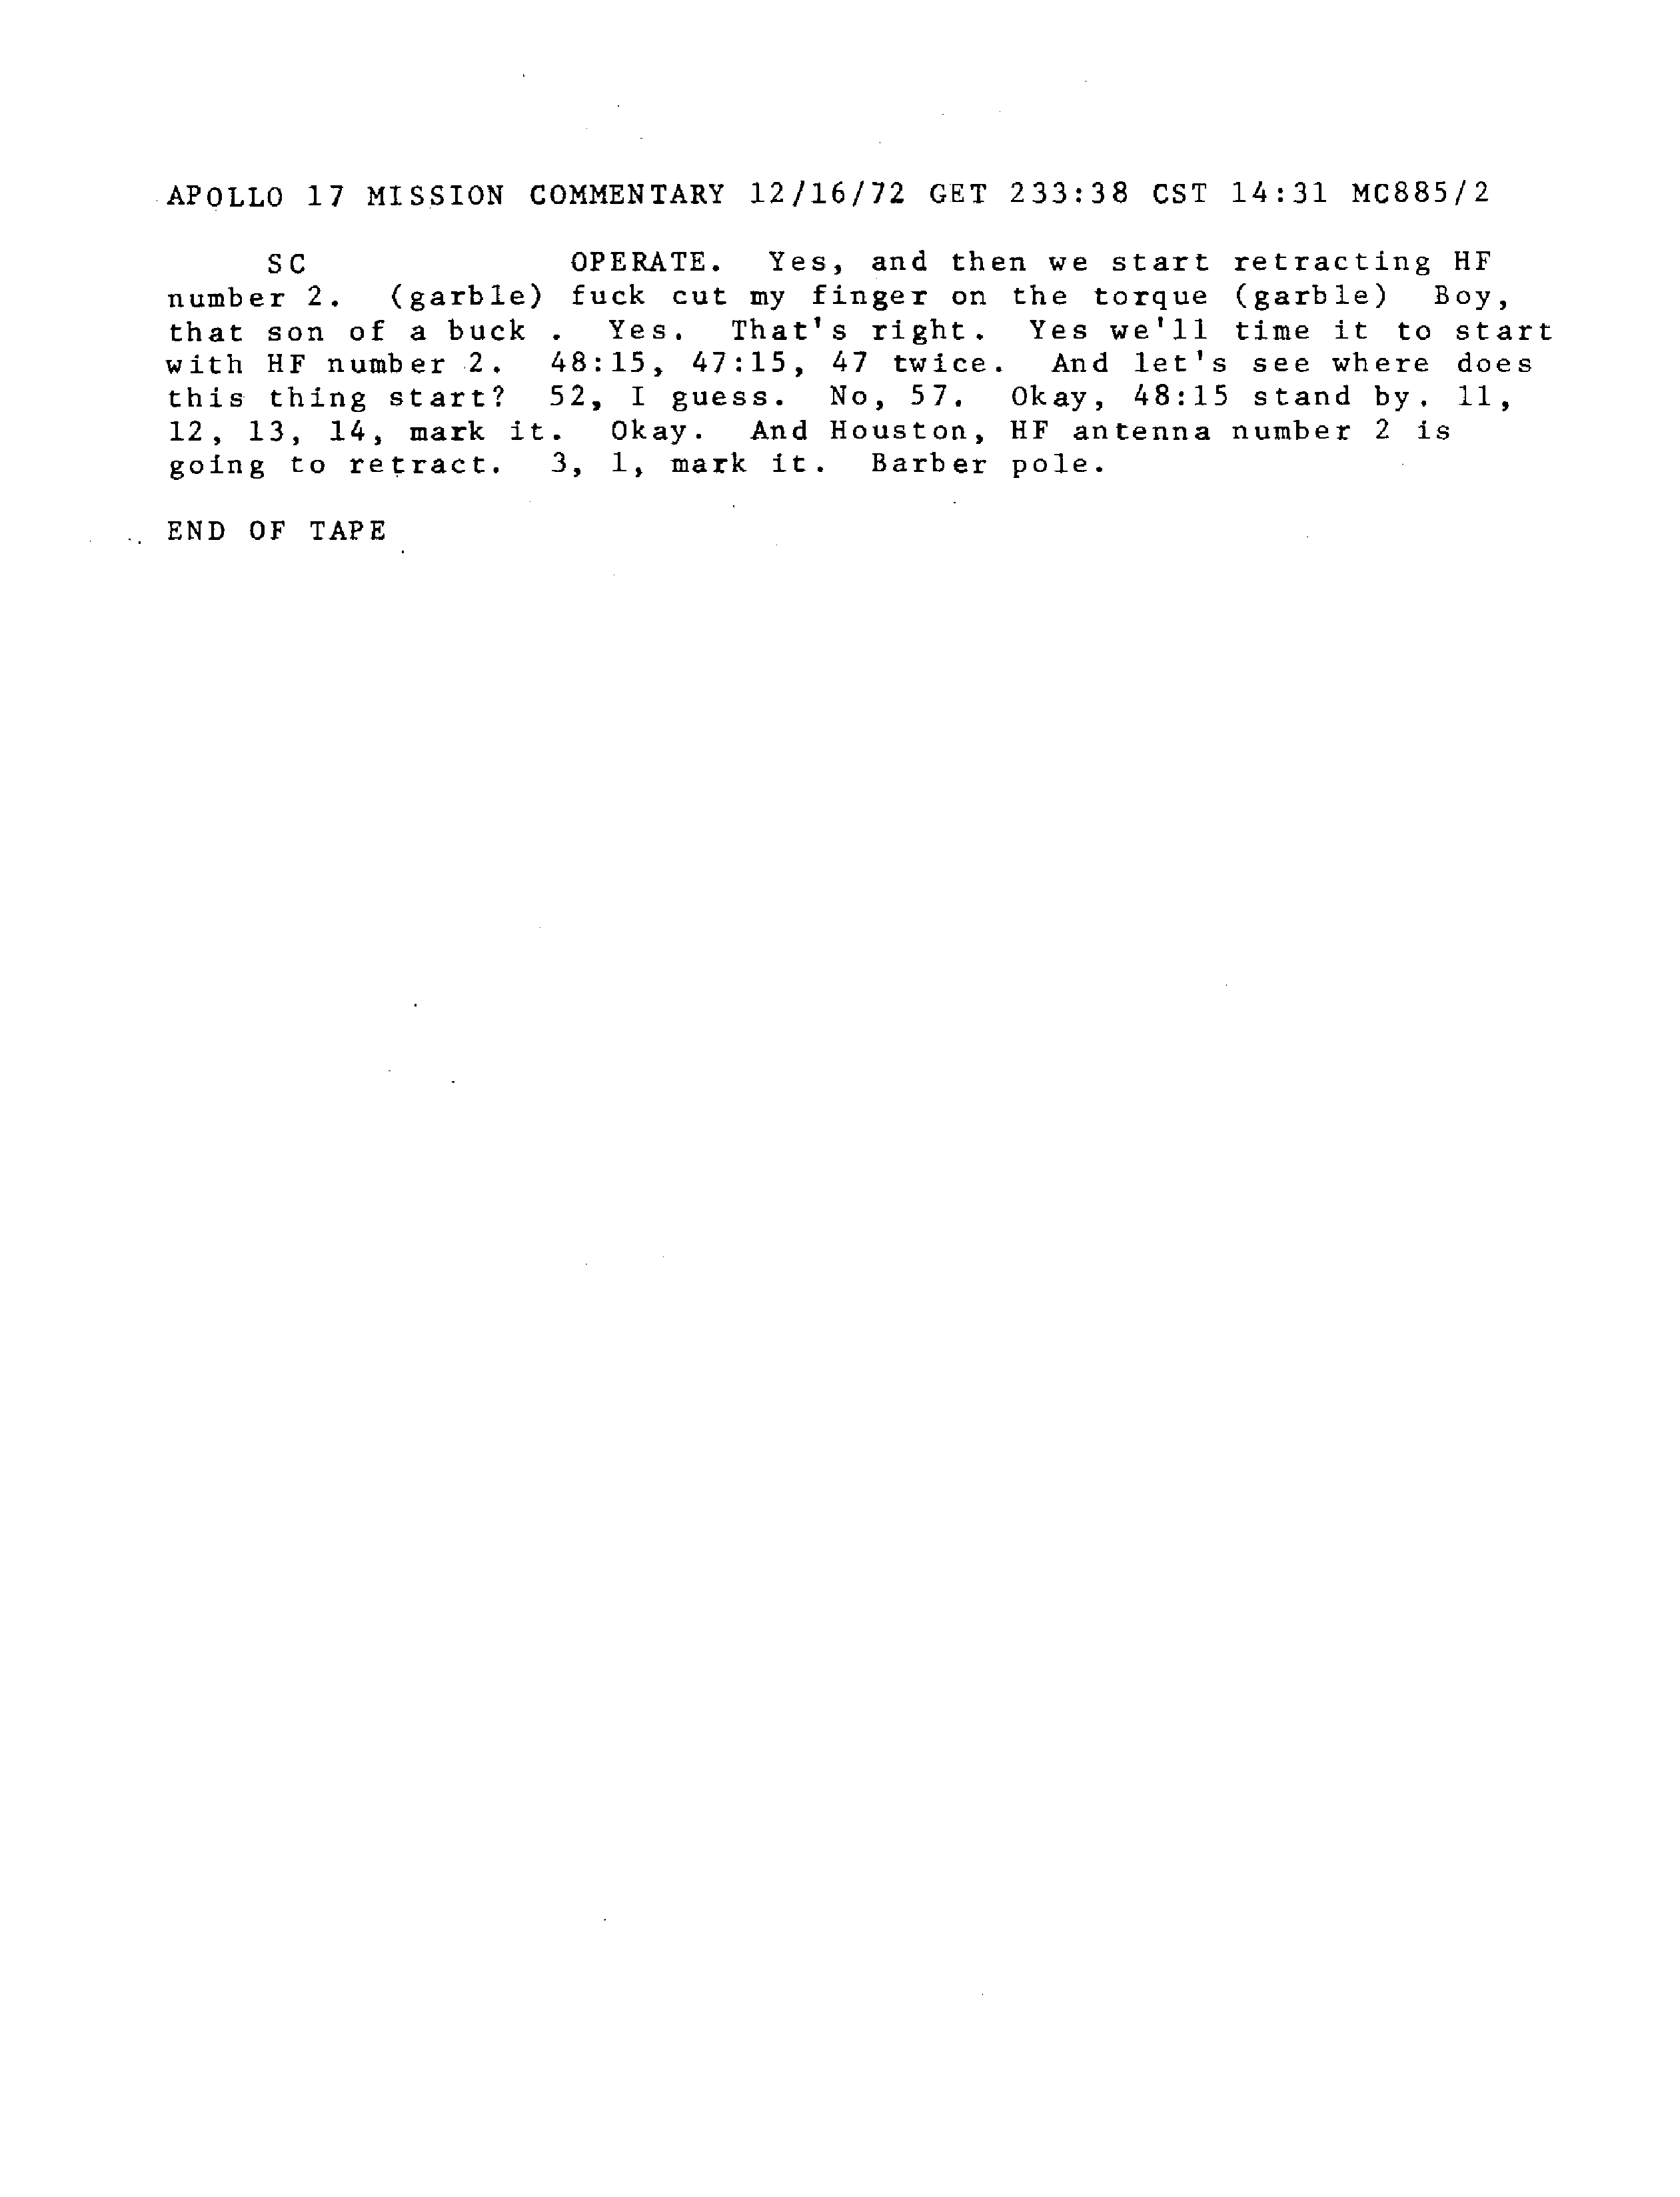 APOLLO 17 MISSION COMMENTARY 12/16/72 GET 233:38 CST 14:31 MC885/2
SC OPERATE. Yes, and then we start retracting HF
number 2. (garble) fuck cut my finger on the torque (garble) Boy,
that son of a buck . Yes. That's right. Yes we'll time it to start
with HF number 2. 48:15, 47:15, 47 twice. And let's see where does
this thing start? 52, I guess. No, 57. Okay, 48:15 stand by. 11,
12, 13, 14, mark it. Okay. And Houston, HF antenna number 2 is
going to retract. 3, 1, mark it. Barber pole.
END OF TAPE